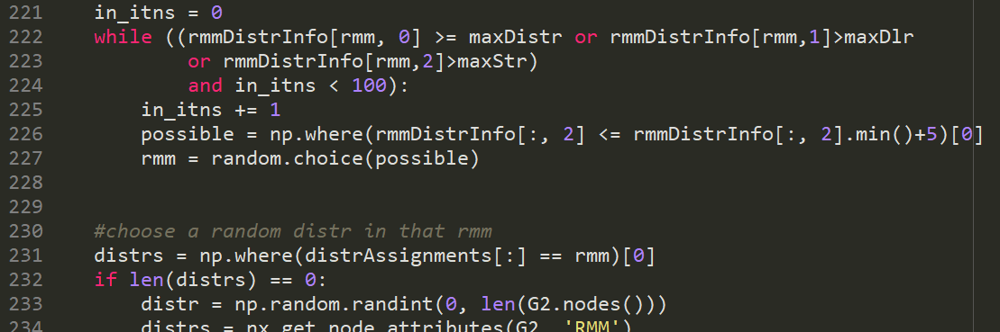 221 in_itns = 0
222 while ((rmmDistrInfo[rmm, 0] >= maxDistr or rmmDistrInfo[rmm,1]>maxDlr
223 or rmmDistrInfo[rmm,2]>maxStr)
224 and in_itns < 100):
225 in_itns += 1
226 possible = np.where(rmmDistrInfo[:, 2] <= rmmDistrInfo[:, 2].min()+5)[0]
227 rmm = random.choice(possible)
228
229
230 #choose a random distr in that rmm
231 distrs = np.where(distrAssignments[:] == rmm)[0]
232 if len(distrs) == 0:
233 distr = np.random.randint(0, len(G2.nodes()))
234 distrs = nx.get_node_attributes(G2, 'RMM')